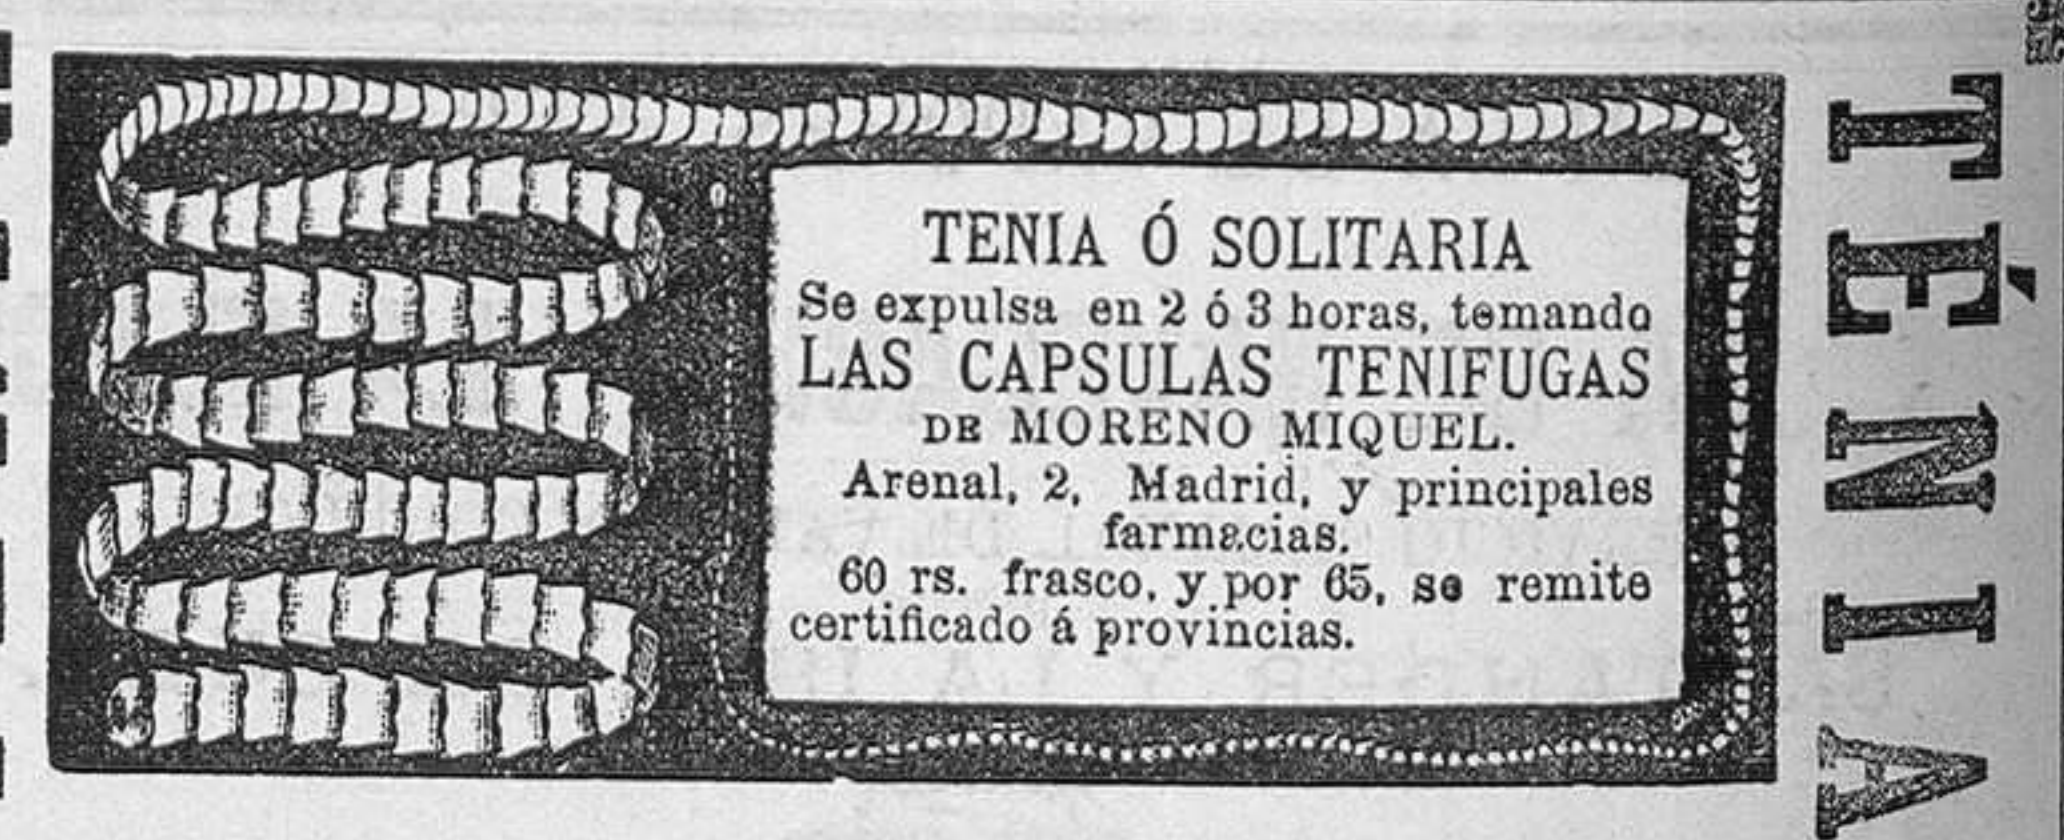 TENIA Ó SOLITARIA
Se expulsa en 2 ó 3 horas, temando
LAS CAPSULAS TENIFUGAS
DE MORENO MIQUEL.
Arenal, 2, Madrid, y principales
farmacias.
60 rs. frasco, y por 65, se remite
certificado á provincias.
TÉNIA